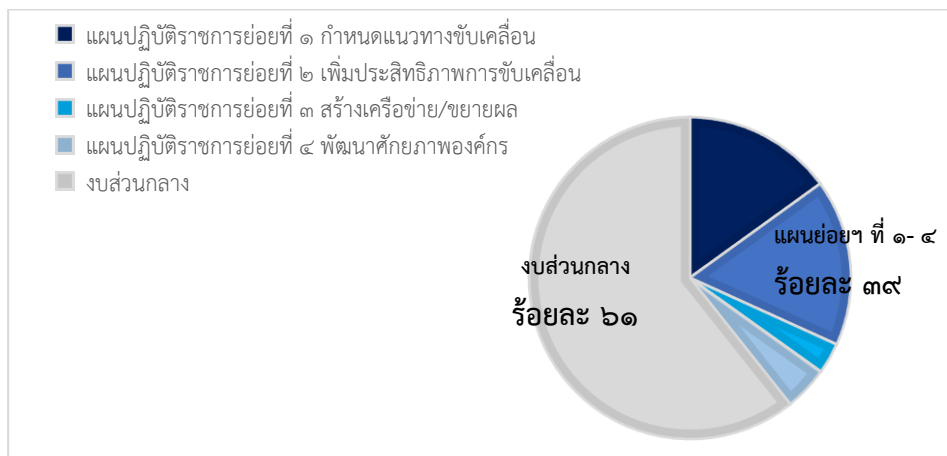 แผนปฏิบัติราชการย่อยที่ ๑ กำหนดแนวทางขับเคลื่อน
แผนปฏิบัติราชการย่อยที่ ๒ เพิ่มประสิทธิภาพการขับเคลื่อน
แผนปฏิบัติราชการย่อยที่ ๓ สร้างเครือข่าย/ขยายผล
แผนปฏิบัติราชการย่อยที่ ๔ พัฒนาศักยภาพองค์กร
งบส่วนกลาง
แผนย่อยฯ ที่ ๑- ๔
ร้อยละ ๓๙
งบส่วนกลาง
ร้อยละ ๖๑